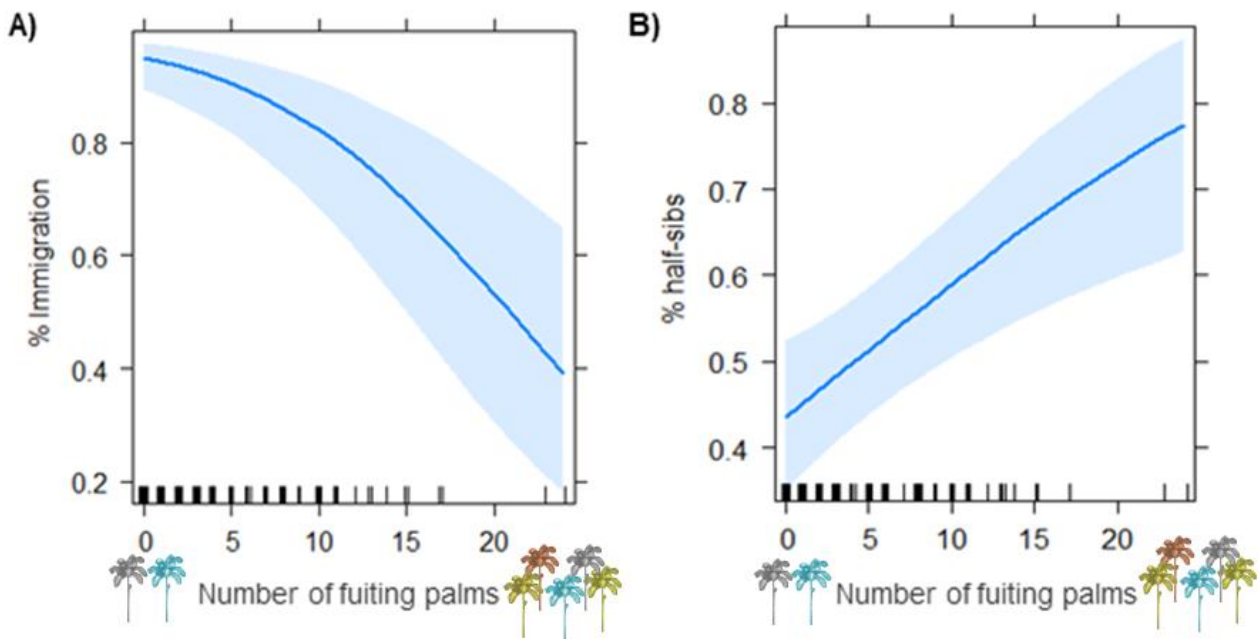 A)
% Immigration
0.8
0.6
0.4
0.2
0 5 10 15 20
Number of fuiting palms
B)
% half-sibs
0.8
0.7
0.6
0.5
0.4
0 5 10 15 20
Number of fuiting palms